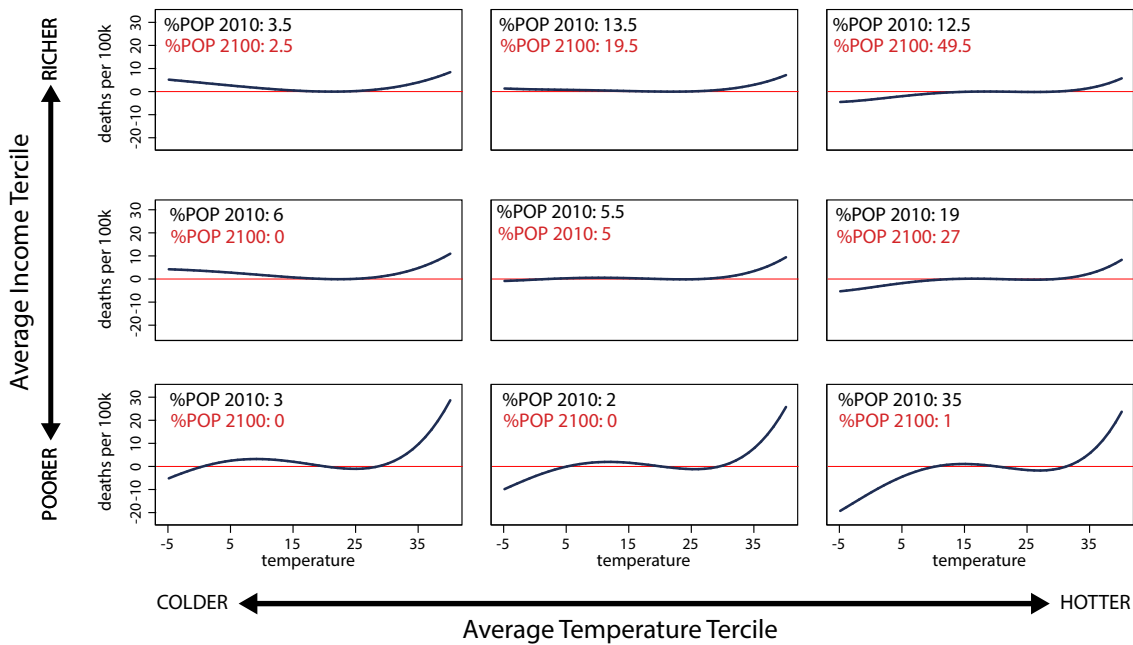 %POP 2010: 3.5
%POP 2100: 2.5
%POP 2010: 13.5
%POP 2100: 19.5
%POP 2010: 12.5
%POP 2100: 49.5
deaths per 100k
-20 -10 0 10 20 30
RICHER
Average Income Tercile
POORER
%POP 2010: 6
%POP 2100: 0
%POP 2010: 5.5
%POP 2010: 5
%POP 2010: 19
%POP 2100: 27
deaths per 100k
-20 -10 0 10 20 30
%POP 2010: 3
%POP 2100: 0
%POP 2010: 2
%POP 2100: 0
%POP 2010: 35
%POP 2100: 1
deaths per 100k
-20 -10 0 10 20 30
-5 5 15 25 35
temperature
-5 5 15 25 35
temperature
-5 5 15 25 35
temperature
COLDER
HOTTER
Average Temperature Tercile